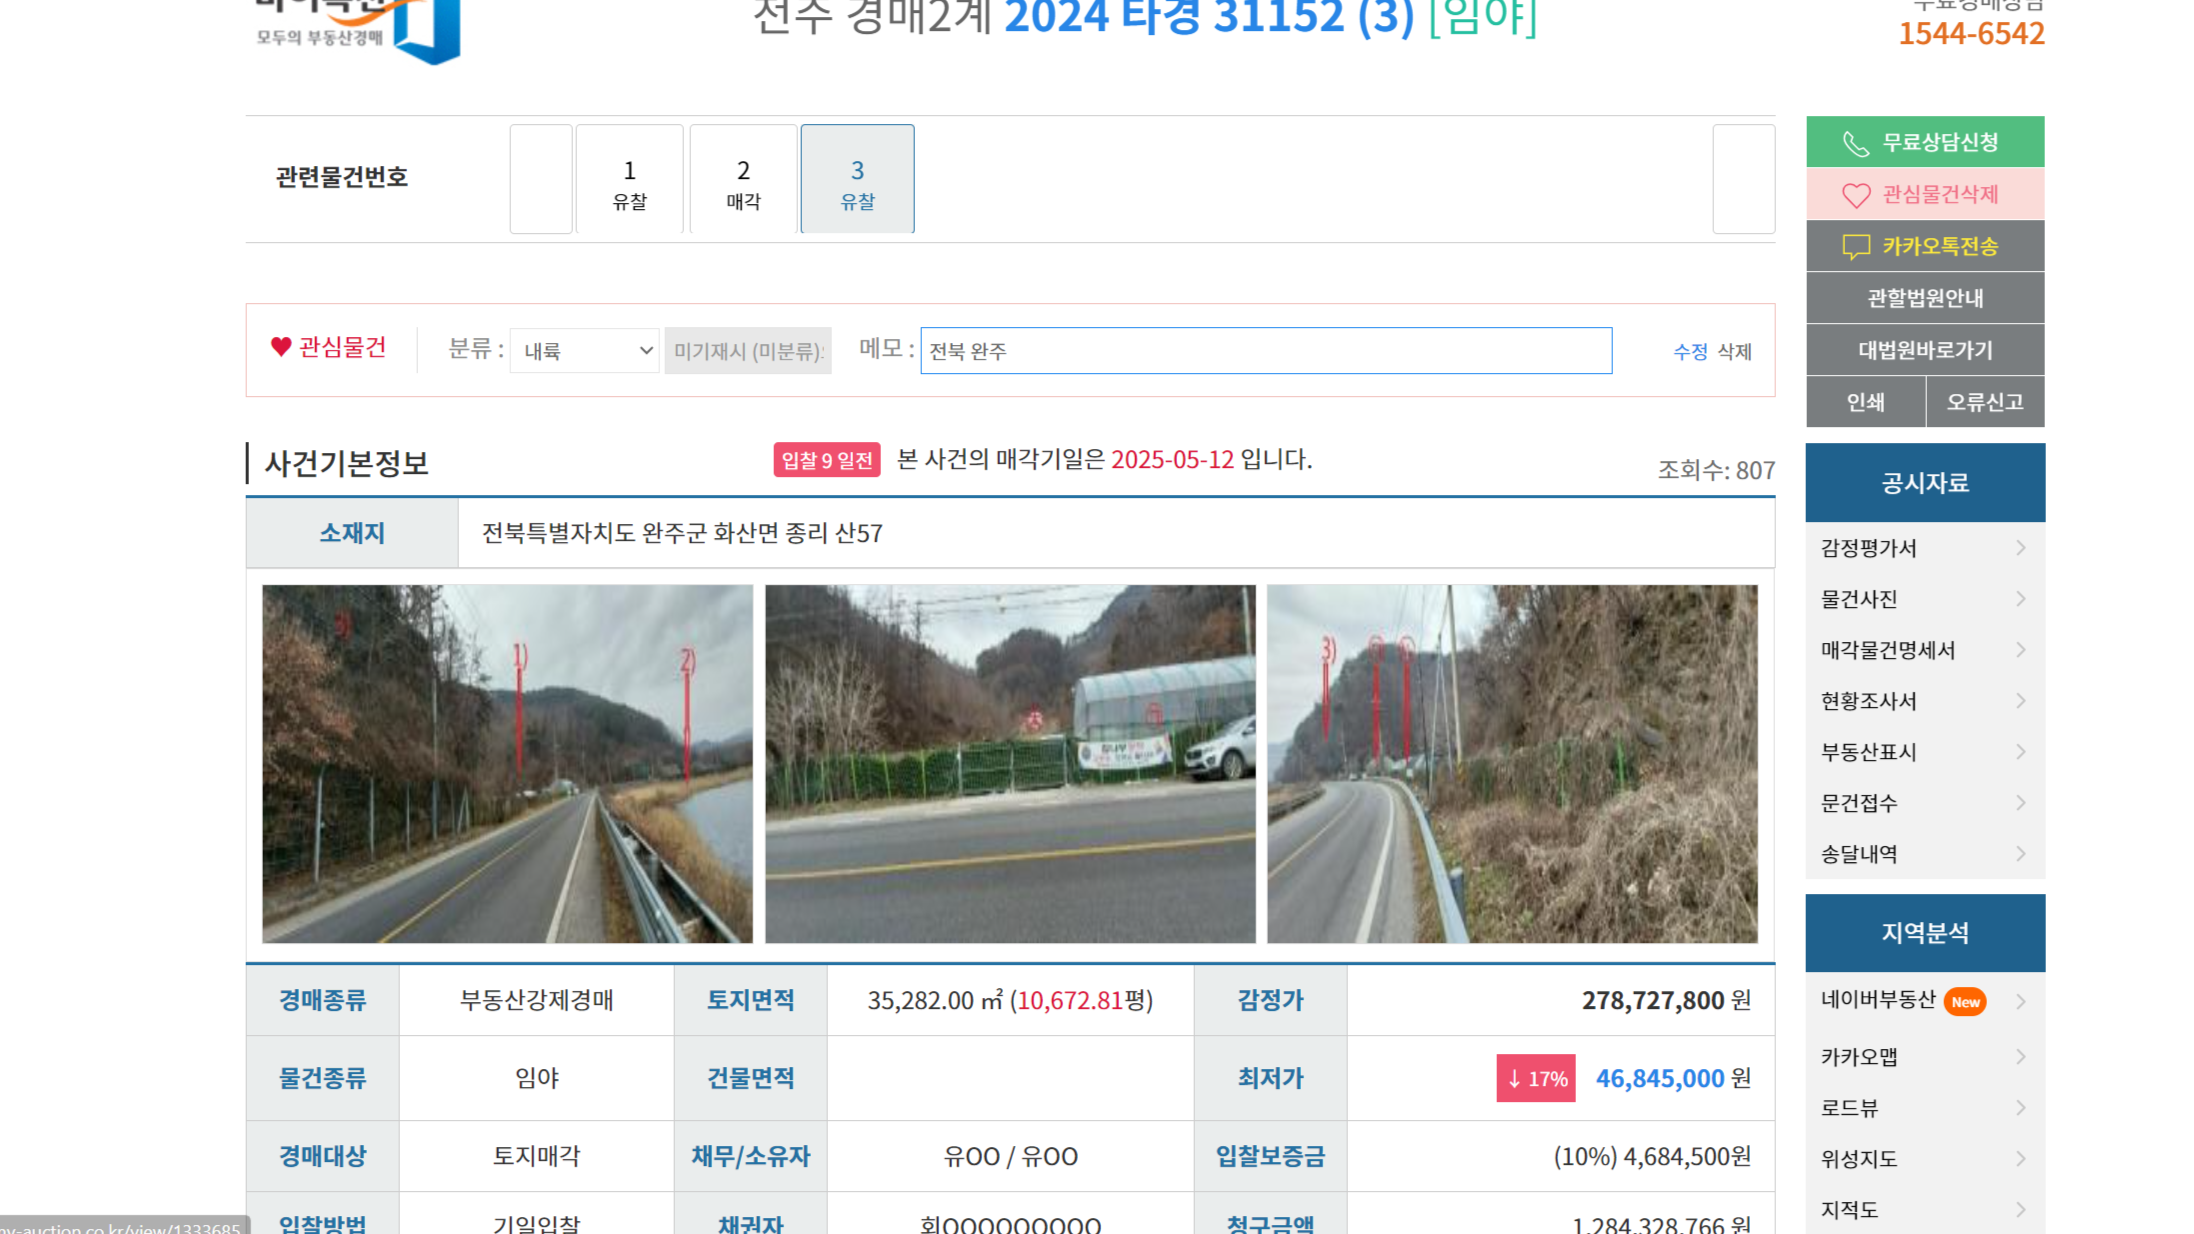 모두의 부동산경매
전주 경매2계 2024 타경 31152 (3) [임야]
무료경매상담
1544-6542
관련물건번호
1
유찰
2
매각
3
유찰
무료상담신청
관심물건삭제
카카오톡전송
관할법원안내
대법원바로가기
인쇄
오류신고
♥ 관심물건
분류 :
내륙
미기재시 (미분류)
메모 :
전북 완주
수정 삭제
사건기본정보
입찰 9 일전 본 사건의 매각기일은 2025-05-12 입니다.
조회수: 807
소재지
전북특별자치도 완주군 화산면 종리 산57
1)
2)
3)
경매종류 부동산강제경매 토지면적 35,282.00 ㎡ (10,672.81평) 감정가 278,727,800 원
물건종류 임야 건물면적 최저가 ↓ 17% 46,845,000 원
경매대상 토지매각 채무/소유자 유OO / 유OO 입찰보증금 (10%) 4,684,500원
입찰방법 기일입찰 채권자 회OOOOOOOOO 청구금액 1,284,328,766 원
공시자료
감정평가서
물건사진
매각물건명세서
현황조사서
부동산표시
문건접수
송달내역
지역분석
네이버부동산 New
카카오맵
로드뷰
위성지도
지적도
my-auction.co.kr/view/1333685